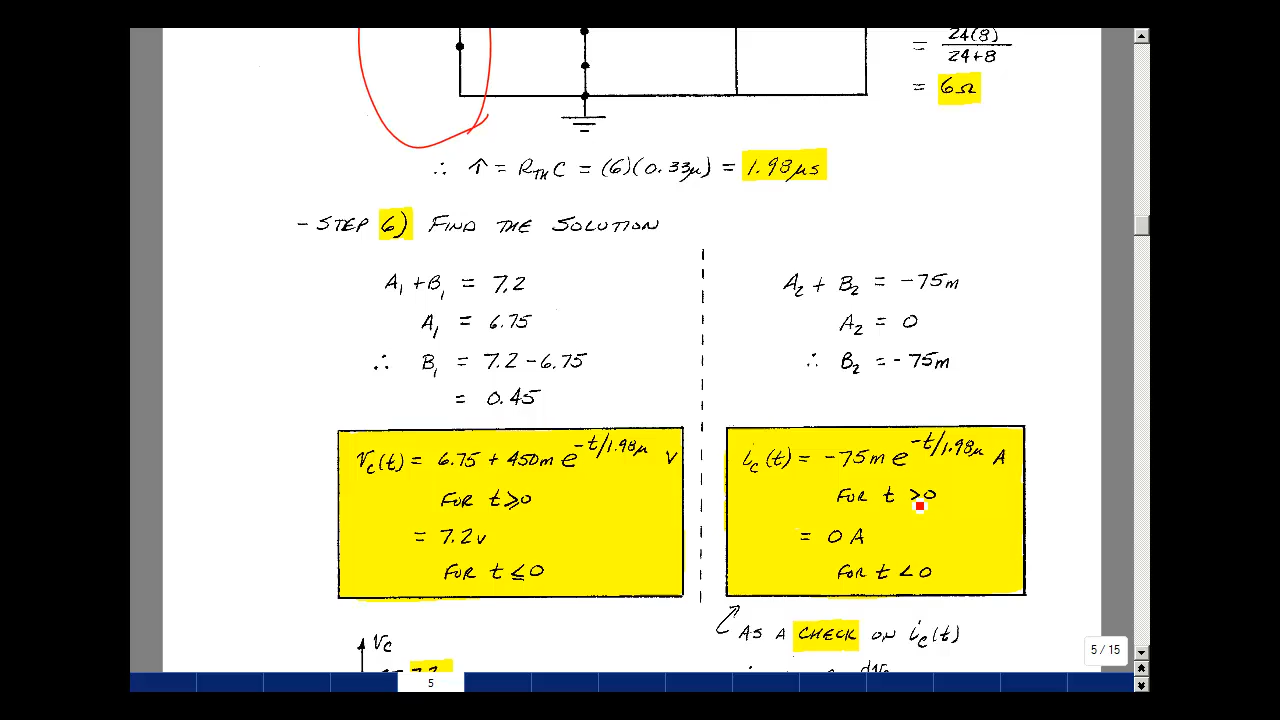 = 24(8)
24+8
= 6Ω
∴ τ = R_TH C = (6)(0.33μ) = 1.98μs
- STEP 6) FIND THE SOLUTION
A₁ + B₁ = 7.2
A₁ = 6.75
∴ B₁ = 7.2 - 6.75
= 0.45
V_C(t) = 6.75 + 450m e^(-t/1.98μ) V
FOR t ≥ 0
= 7.2V
FOR t ≤ 0
A₂ + B₂ = -75m
A₂ = 0
∴ B₂ = -75m
i_C(t) = -75m e^(-t/1.98μ) A
FOR t > 0
= 0 A
FOR t < 0
AS A CHECK ON i_C(t)
V_C
5 / 15
5